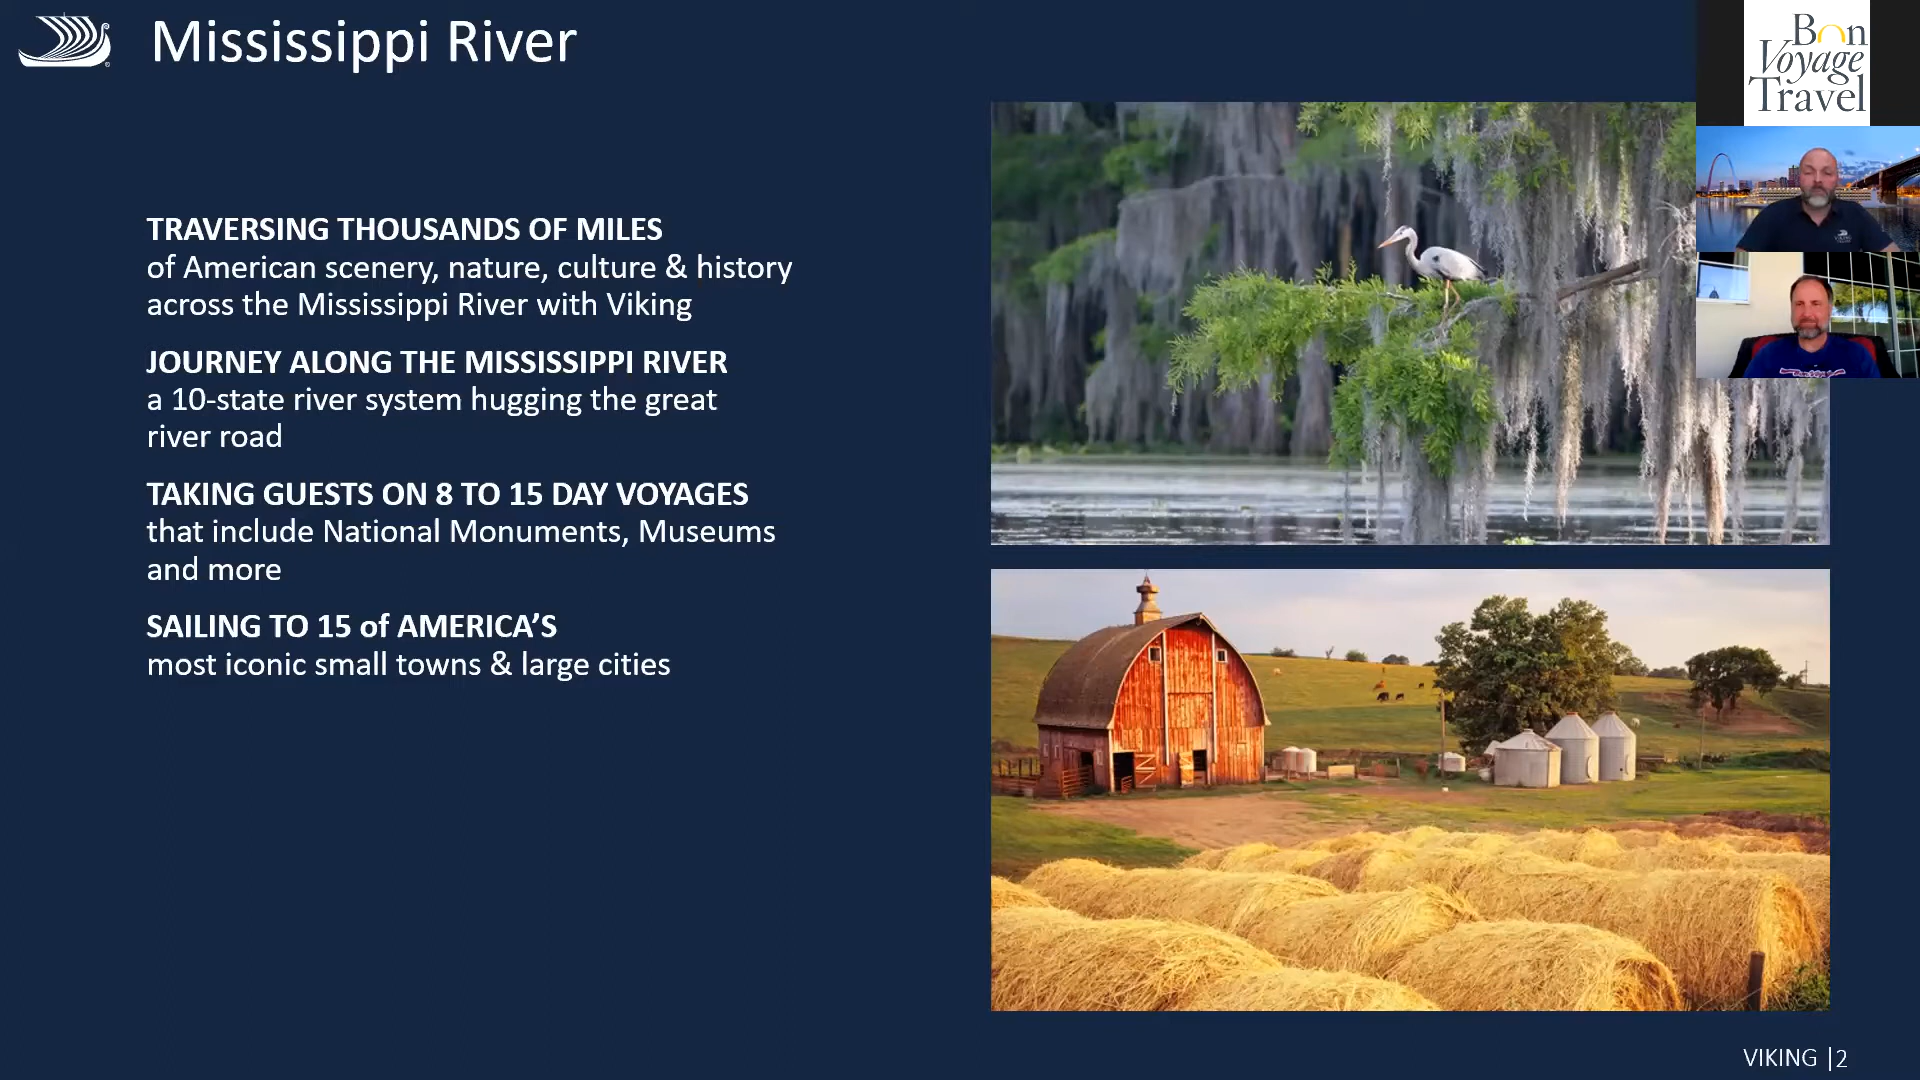 Mississippi River
Bon
Voyage
Travel
TRAVERSING THOUSANDS OF MILES
of American scenery, nature, culture & history
across the Mississippi River with Viking
JOURNEY ALONG THE MISSISSIPPI RIVER
a 10-state river system hugging the great
river road
TAKING GUESTS ON 8 TO 15 DAY VOYAGES
that include National Monuments, Museums
and more
SAILING TO 15 of AMERICA’S
most iconic small towns & large cities
VIKING |2